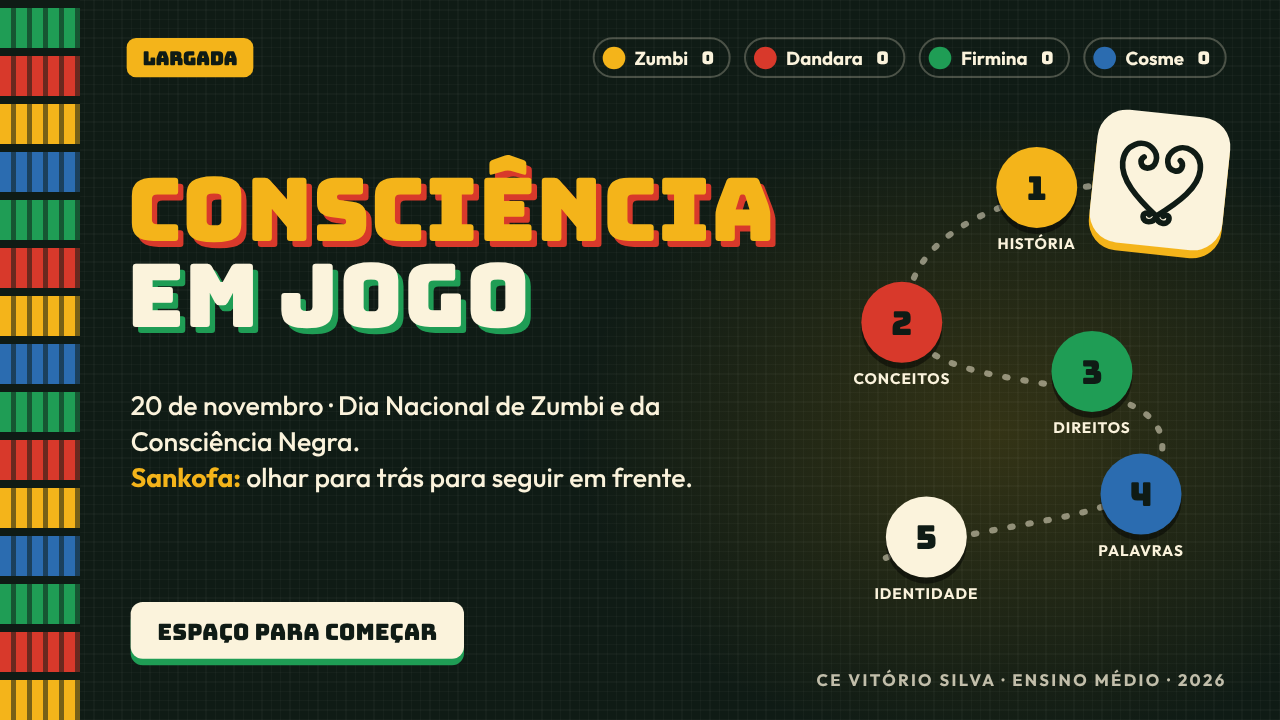 LARGADA
Zumbi 0
Dandara 0
Firmina 0
Cosme 0
CONSCIÊNCIA
EM JOGO
20 de novembro · Dia Nacional de Zumbi e da
Consciência Negra.
Sankofa: olhar para trás para seguir em frente.
1
HISTÓRIA
2
CONCEITOS
3
DIREITOS
4
PALAVRAS
5
IDENTIDADE
ESPAÇO PARA COMEÇAR
CE VITÓRIO SILVA · ENSINO MÉDIO · 2026